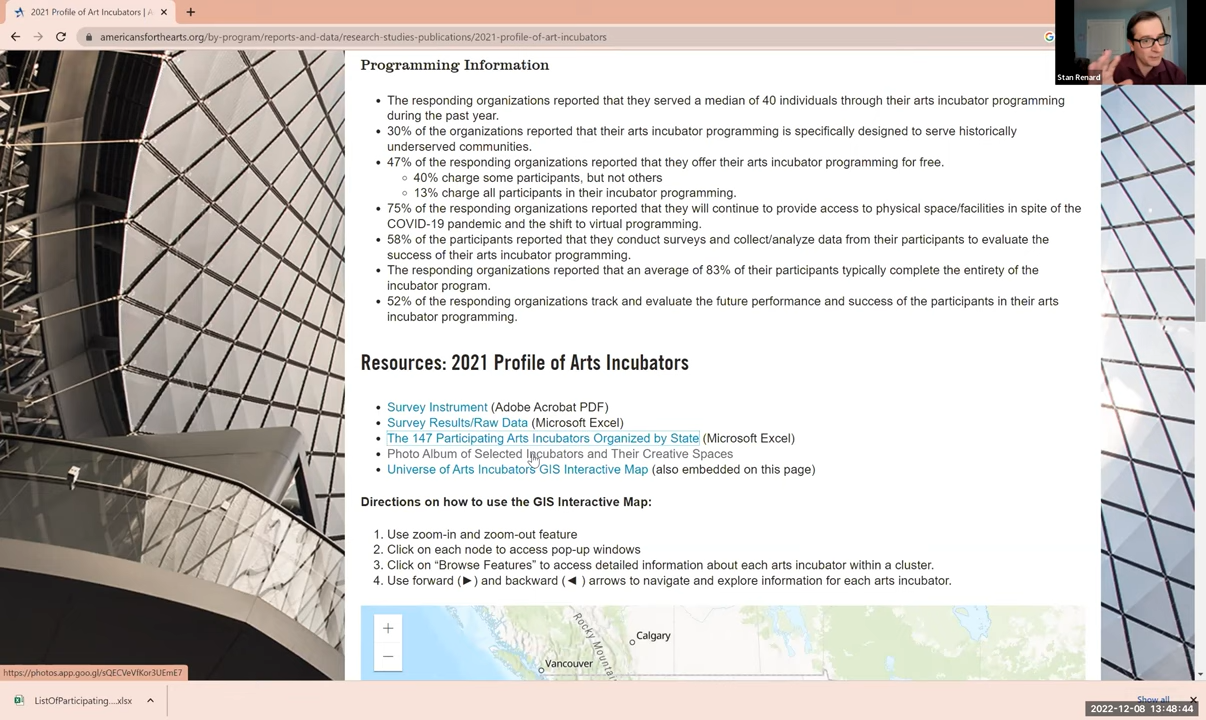 2021 Profile of Art Incubators | A
americansforthearts.org/by-program/reports-and-data/research-studies-publications/2021-profile-of-art-incubators
Stan Renard
Programming Information
• The responding organizations reported that they served a median of 40 individuals through their arts incubator programming
during the past year.
• 30% of the organizations reported that their arts incubator programming is specifically designed to serve historically
underserved communities.
• 47% of the responding organizations reported that they offer their arts incubator programming for free.
○ 40% charge some participants, but not others
○ 13% charge all participants in their incubator programming.
• 75% of the responding organizations reported that they will continue to provide access to physical space/facilities in spite of the
COVID-19 pandemic and the shift to virtual programming.
• 58% of the participants reported that they conduct surveys and collect/analyze data from their participants to evaluate the
success of their arts incubator programming.
• The responding organizations reported that an average of 83% of their participants typically complete the entirety of the
incubator program.
• 52% of the responding organizations track and evaluate the future performance and success of the participants in their arts
incubator programming.
Resources: 2021 Profile of Arts Incubators
• Survey Instrument (Adobe Acrobat PDF)
• Survey Results/Raw Data (Microsoft Excel)
• The 147 Participating Arts Incubators Organized by State (Microsoft Excel)
• Photo Album of Selected Incubators and Their Creative Spaces
• Universe of Arts Incubators GIS Interactive Map (also embedded on this page)
Directions on how to use the GIS Interactive Map:
1. Use zoom-in and zoom-out feature
2. Click on each node to access pop-up windows
3. Click on “Browse Features” to access detailed information about each arts incubator within a cluster.
4. Use forward (►) and backward (◄ ) arrows to navigate and explore information for each arts incubator.
Calgary
Rocky Mountai
Vancouver
https://photos.app.goo.gl/sQECVeVfKor3UEmE7
ListOfParticipating....xlsx
Show all
2022-12-08 13:48:44